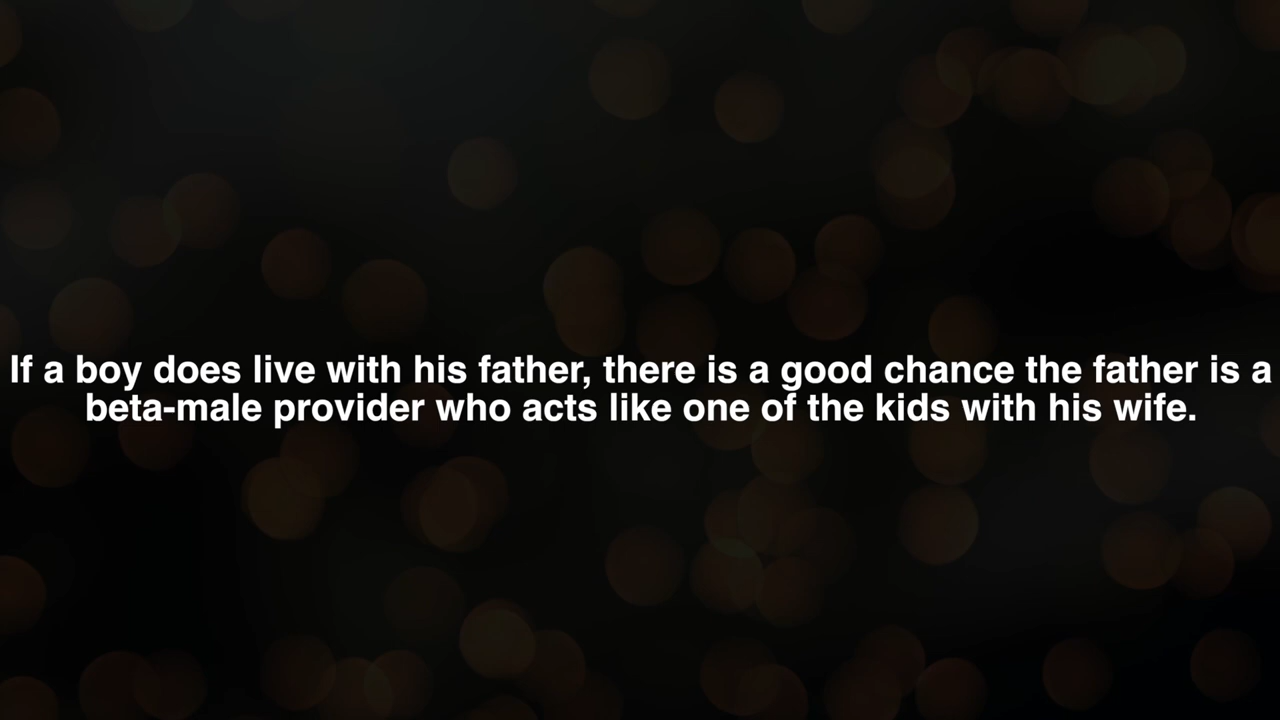 If a boy does live with his father, there is a good chance the father is a
beta-male provider who acts like one of the kids with his wife.